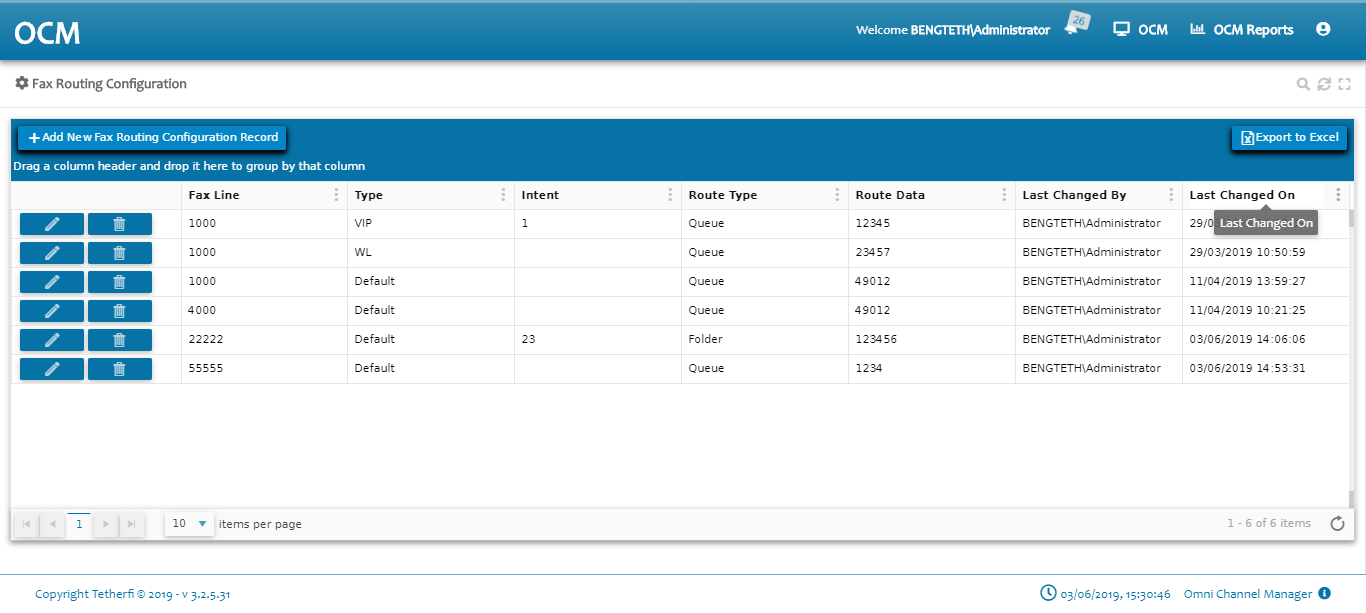 OCM
Welcome BENGTETH\Administrator
26
OCM
OCM Reports
Fax Routing Configuration
Add New Fax Routing Configuration Record
Export to Excel
Drag a column header and drop it here to group by that column
Fax Line Type Intent Route Type Route Data Last Changed By Last Changed On
1000 VIP 1 Queue 12345 BENGTETH\Administrator 29/0
Last Changed On
1000 WL Queue 23457 BENGTETH\Administrator 29/03/2019 10:50:59
1000 Default Queue 49012 BENGTETH\Administrator 11/04/2019 13:59:27
4000 Default Queue 49012 BENGTETH\Administrator 11/04/2019 10:21:25
22222 Default 23 Folder 123456 BENGTETH\Administrator 03/06/2019 14:06:06
55555 Default Queue 1234 BENGTETH\Administrator 03/06/2019 14:53:31
1 10 items per page 1 - 6 of 6 items
Copyright Tetherfi © 2019 - v 3.2.5.31 03/06/2019, 15:30:46 Omni Channel Manager